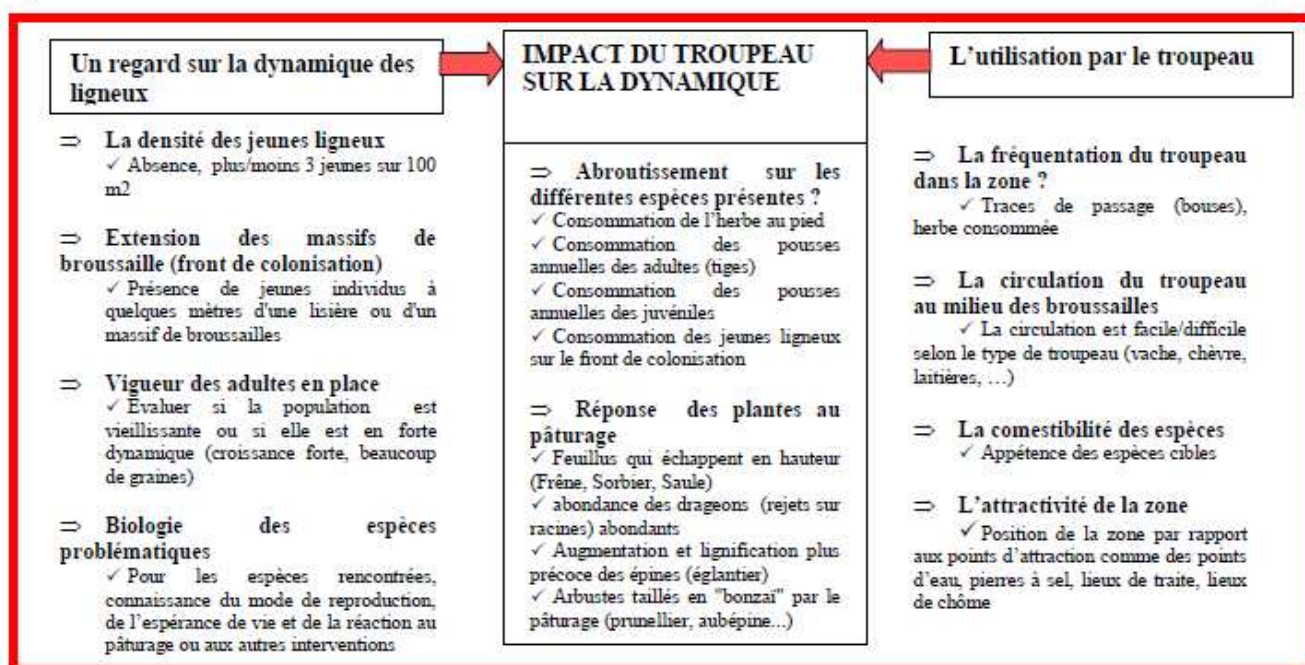 Un regard sur la dynamique des
ligneux
⇒ La densité des jeunes ligneux
✓ Absence, plus/moins 3 jeunes sur 100
m2
⇒ Extension des massifs de
broussaille (front de colonisation)
✓ Présence de jeunes individus à
quelques mètres d'une lisière ou d'un
massif de broussailles
⇒ Vigueur des adultes en place
✓ Evaluer si la population est
vieillissante ou si elle est en forte
dynamique (croissance forte, beaucoup
de graines)
⇒ Biologie des espèces
problématiques
✓ Pour les espèces rencontrées,
connaissance du mode de reproduction,
de l'espérance de vie et de la réaction au
pâturage ou aux autres interventions
IMPACT DU TROUPEAU
SUR LA DYNAMIQUE
⇒ Abroutissement sur les
différentes espèces présentes ?
✓ Consommation de l'herbe au pied
✓ Consommation des pousses
annuelles des adultes (tiges)
✓ Consommation des pousses
annuelles des juvéniles
✓ Consommation des jeunes ligneux
sur le front de colonisation
⇒ Réponse des plantes au
pâturage
✓ Feuillus qui échappent en hauteur
(Frêne, Sorbier, Saule)
✓ abondance des drageons (rejets sur
racines) abondants
✓ Augmentation et lignification plus
précoce des épines (églantier)
✓ Arbustes taillés en "bonzaï" par le
pâturage (prunellier, aubépine...)
L'utilisation par le troupeau
⇒ La fréquentation du troupeau
dans la zone ?
✓ Traces de passage (bouses),
herbe consommée
⇒ La circulation du troupeau
au milieu des broussailles
✓ La circulation est facile/difficile
selon le type de troupeau (vache, chèvre,
laitières, …)
⇒ La comestibilité des espèces
✓ Appétence des espèces cibles
⇒ L'attractivité de la zone
✓ Position de la zone par rapport
aux points d'attraction comme des points
d'eau, pierres à sel, lieux de traite, lieux
de chôme